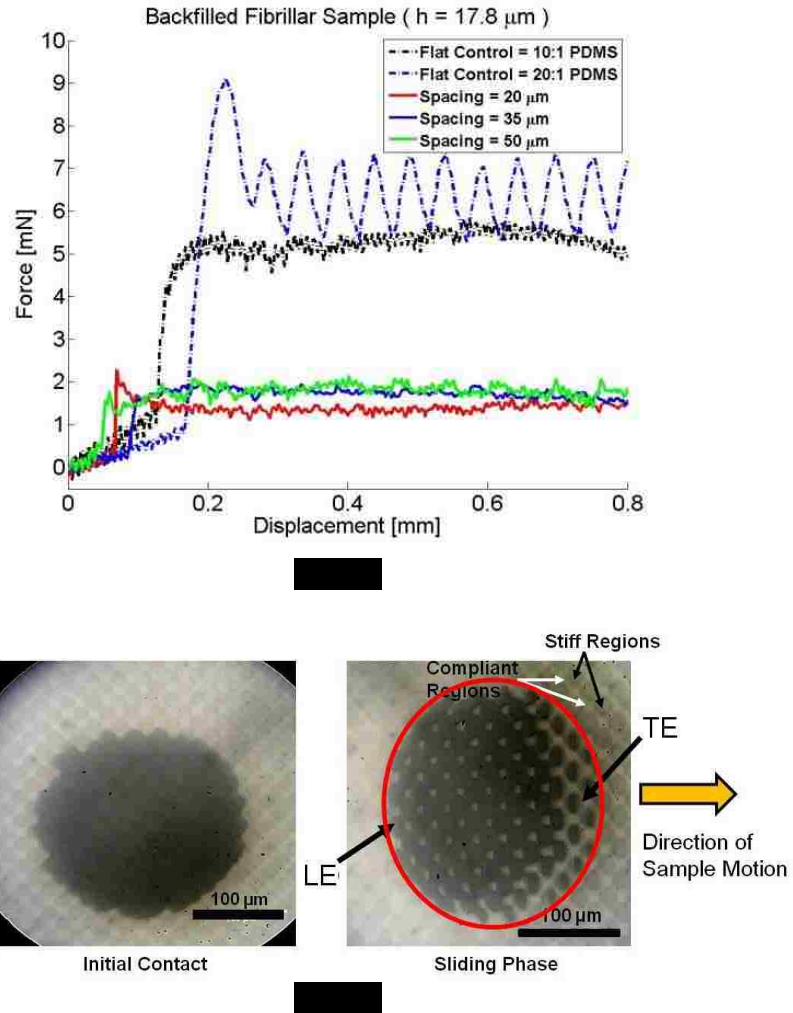 Backfilled Fibrillar Sample ( h = 17.8 μm )
10
9
8
7
6
5
4
3
2
1
0
Force [mN]
Flat Control = 10:1 PDMS
Flat Control = 20:1 PDMS
Spacing = 20 μm
Spacing = 35 μm
Spacing = 50 μm
0
0.2
0.4
0.6
0.8
Displacement [mm]
Stiff Regions
Compliant
Regions
TE
LE
Direction of
Sample Motion
100 μm
100 μm
Initial Contact
Sliding Phase